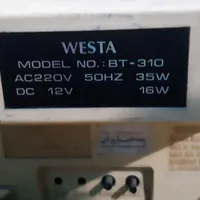 WESTA
MODEL NO.: BT-310
AC220V 50HZ 35W
DC 12V 16W